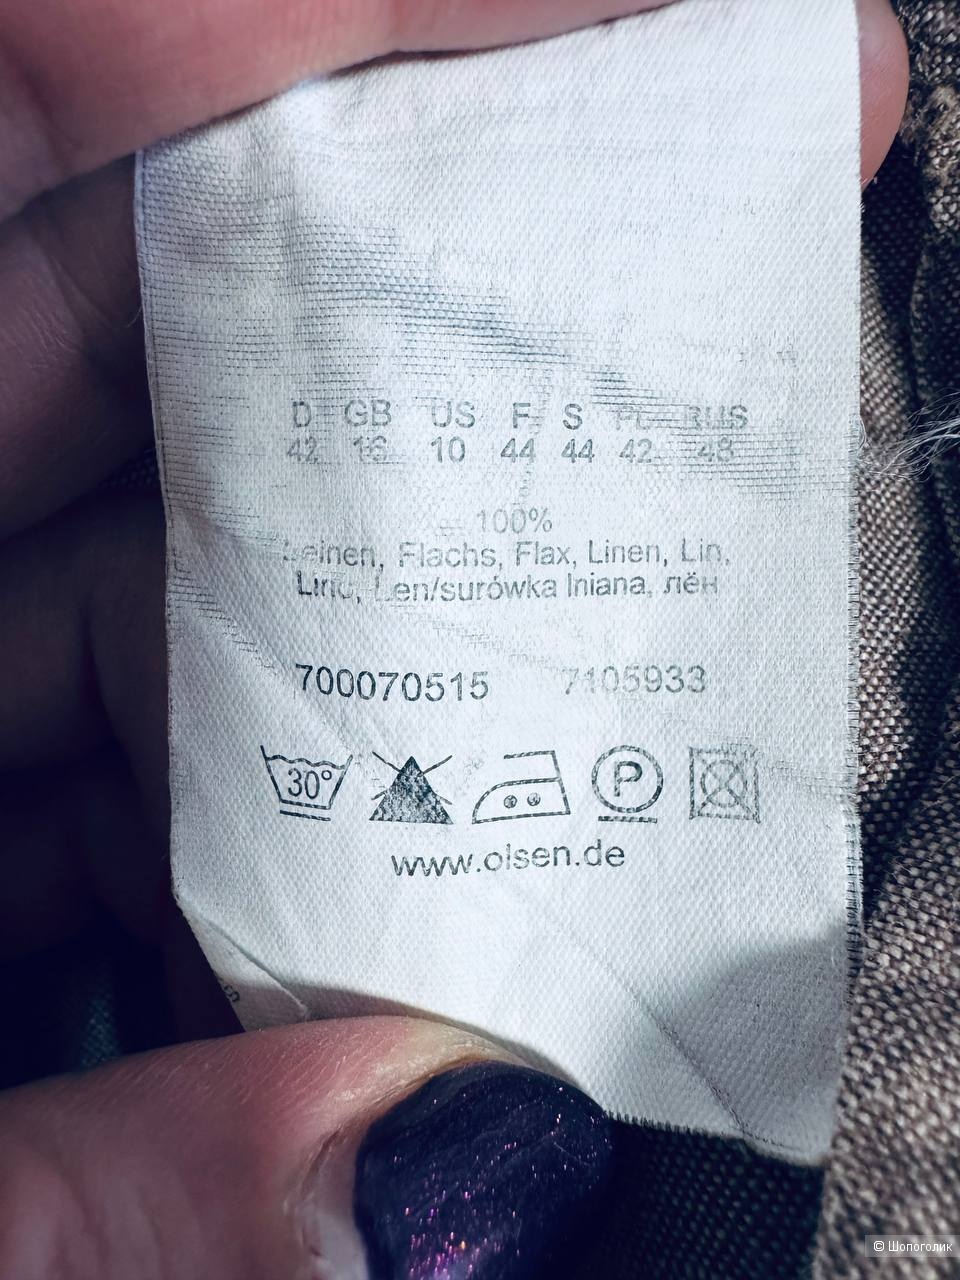 D GB US F S PL RUS
42 16 10 44 44 42 48
100%
Leinen, Flachs, Flax, Linen, Lin,
Lino, Len/surówka lniana, лён
700070515 7105933
30° P
www.olsen.de
© Шопоголик